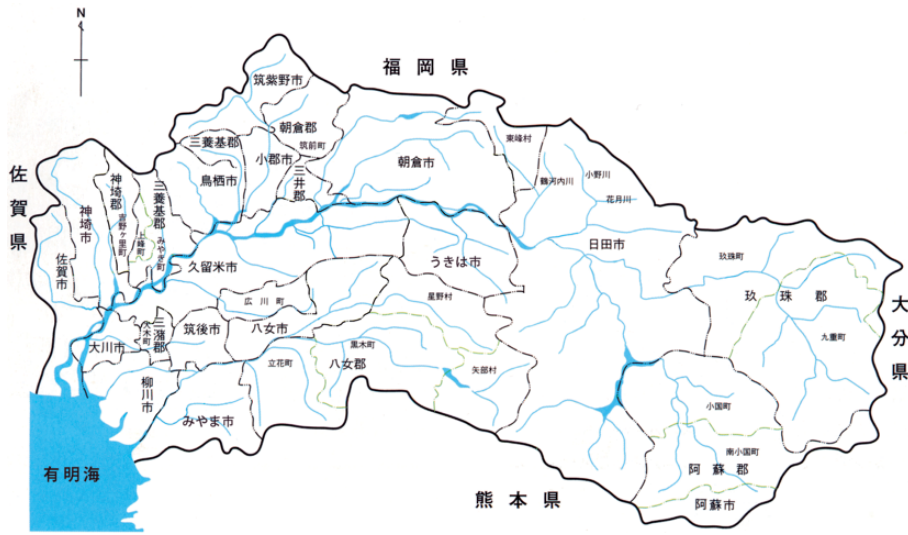 N
福岡県
佐賀県
大分県
熊本県
有明海
筑紫野市
朝倉郡
筑前町
三養基郡
小郡市
三井郡
鳥栖市
朝倉市
東峰村
鶴河内川
小野川
花月川
神埼市
神埼郡
吉野ヶ里町
上峰町
三養基郡
みやき町
佐賀市
久留米市
うきは市
日田市
玖珠町
玖珠郡
九重町
広川町
星野村
大川市
大木町
三潴郡
筑後市
八女市
立花町
黒木町
八女郡
矢部村
柳川市
みやま市
小国町
南小国町
阿蘇郡
阿蘇市